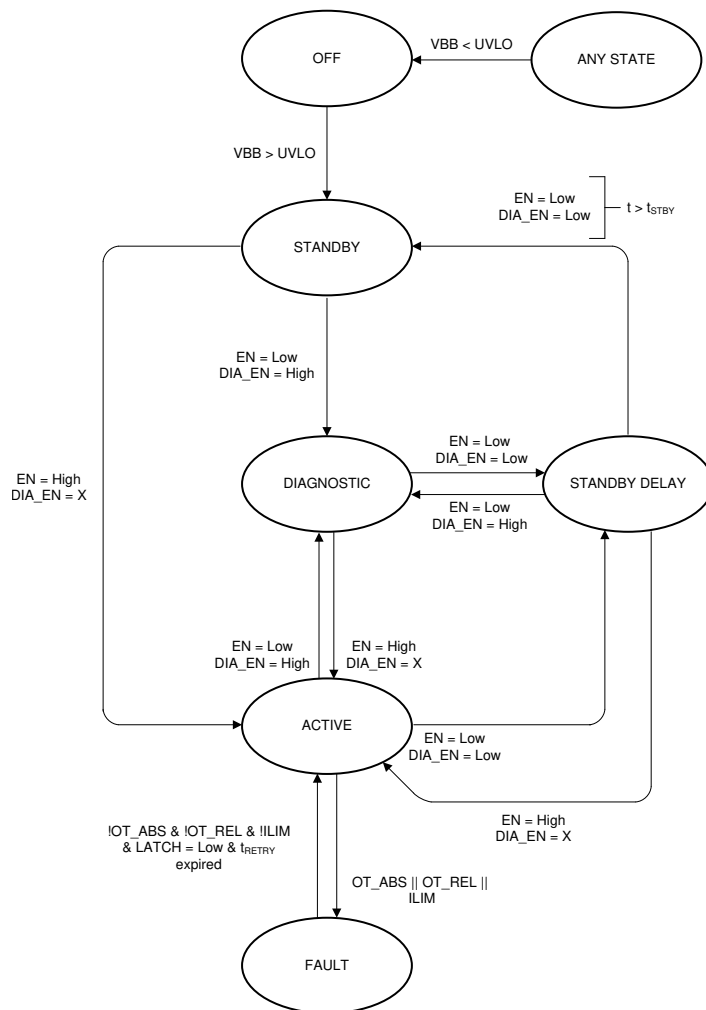 OFF
VBB < UVLO
ANY STATE
VBB > UVLO
EN = Low
DIA_EN = Low
t > tSTBY
STANDBY
EN = Low
DIA_EN = High
EN = High
DIA_EN = X
DIAGNOSTIC
EN = Low
DIA_EN = Low
EN = Low
DIA_EN = High
STANDBY DELAY
EN = Low
DIA_EN = High
EN = High
DIA_EN = X
ACTIVE
EN = Low
DIA_EN = Low
EN = High
DIA_EN = X
!OT_ABS & !OT_REL & !ILIM
& LATCH = Low & tRETRY
expired
OT_ABS || OT_REL ||
ILIM
FAULT